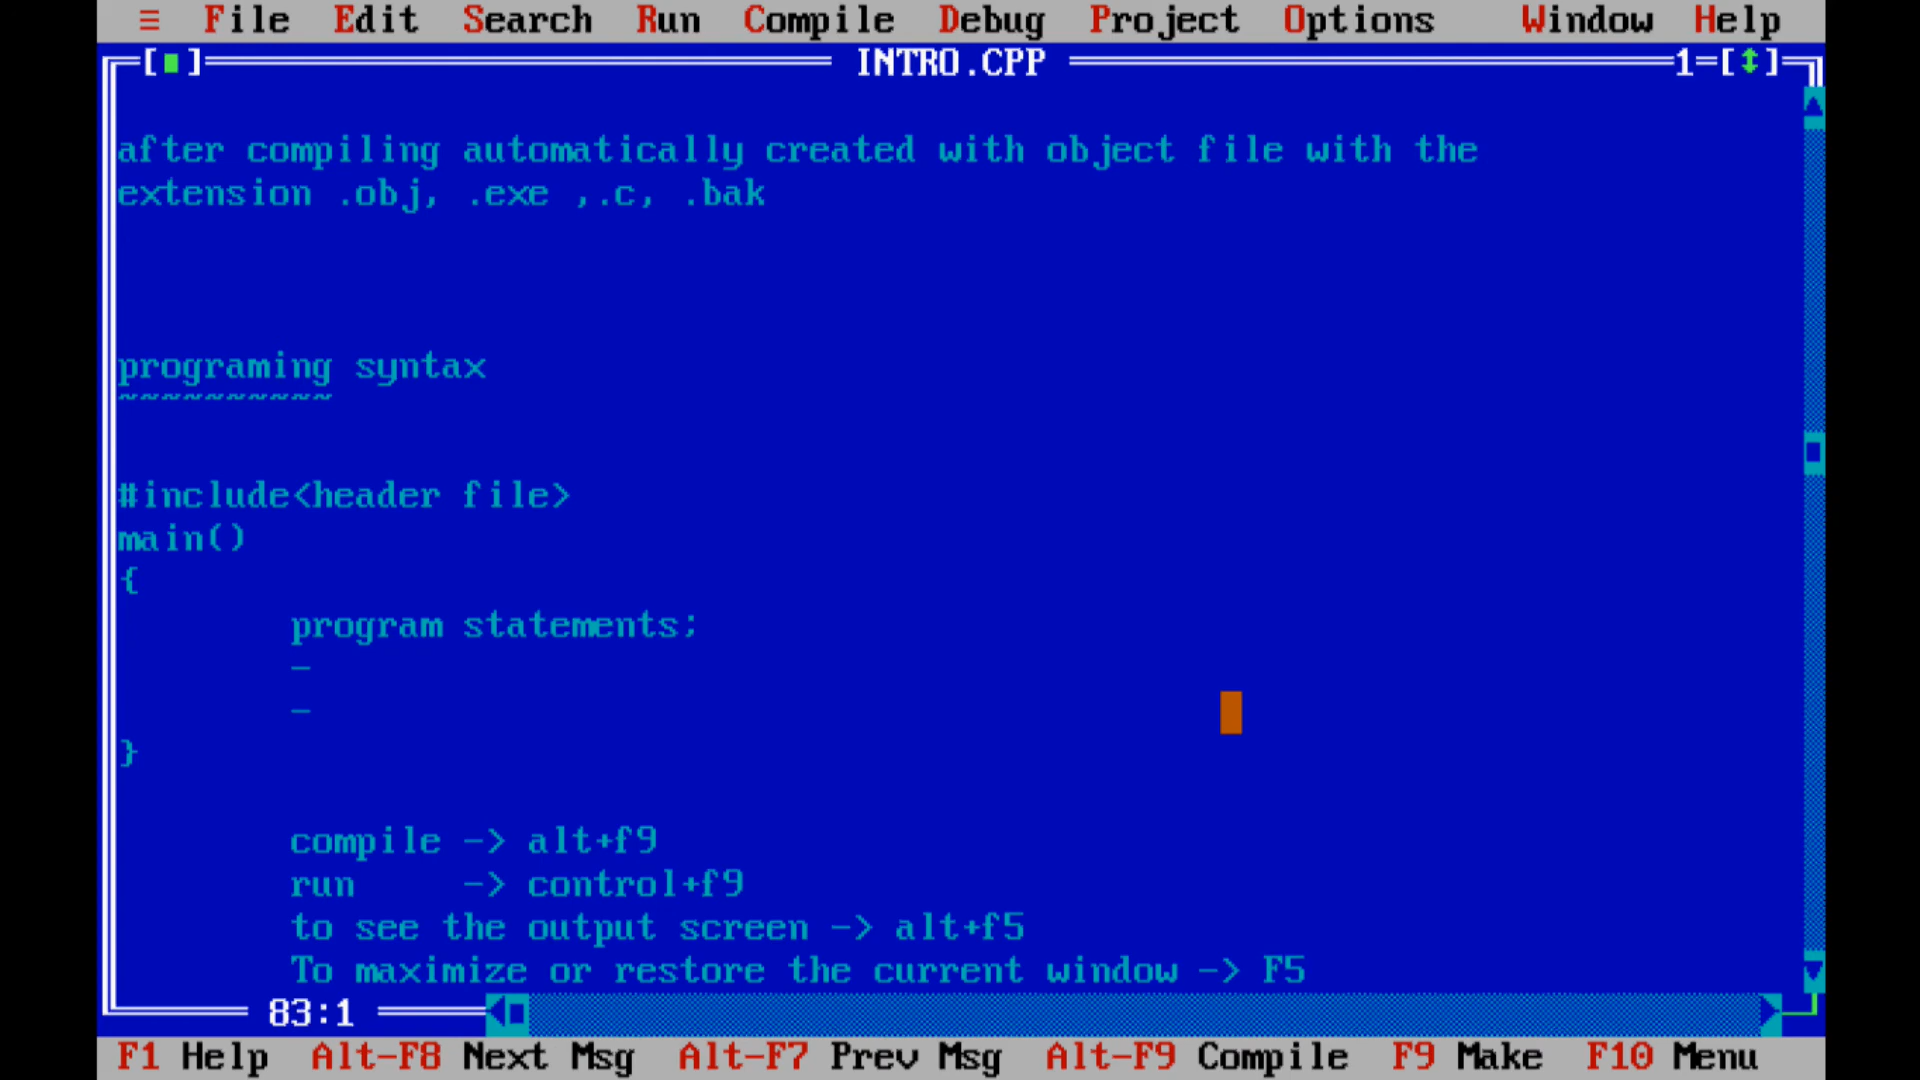 ≡ File Edit Search Run Compile Debug Project Options Window Help
[■] INTRO.CPP 1=[↕]
after compiling automatically created with object file with the
extension .obj, .exe ,.c, .bak
programing syntax
~~~~~~~~~~
#include<header file>
main()
{
program statements;
-
-
}
compile -> alt+f9
run -> control+f9
to see the output screen -> alt+f5
To maximize or restore the current window -> F5
83:1
F1 Help Alt-F8 Next Msg Alt-F7 Prev Msg Alt-F9 Compile F9 Make F10 Menu